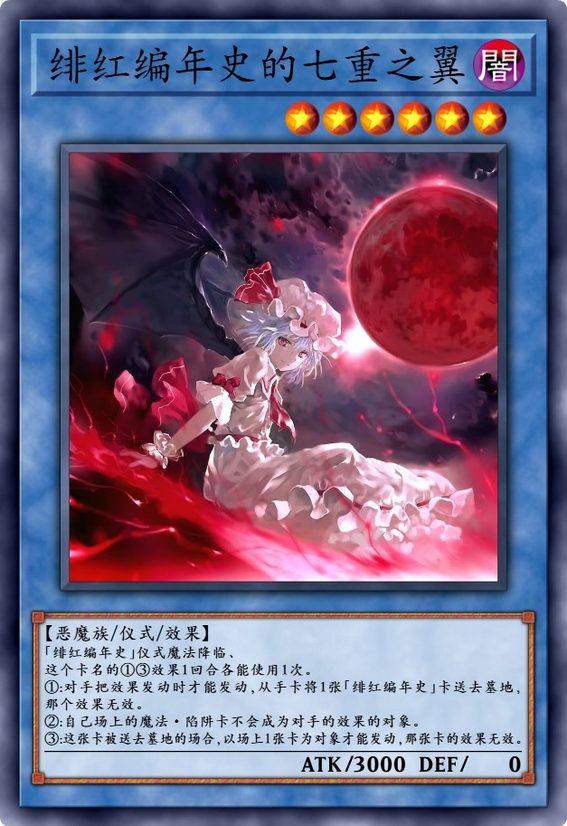 绯红编年史的七重之翼
闇
【恶魔族/仪式/效果】
「绯红编年史」仪式魔法降临、
这个卡名的①③效果1回合各能使用1次。
①:对手把效果发动时才能发动,从手卡将1张「绯红编年史」卡送去墓地,
那个效果无效。
②:自己场上的魔法·陷阱卡不会成为对手的效果的对象。
③:这张卡被送去墓地的场合,以场上1张卡为对象才能发动,那张卡的效果无效。
ATK/3000 DEF/ 0